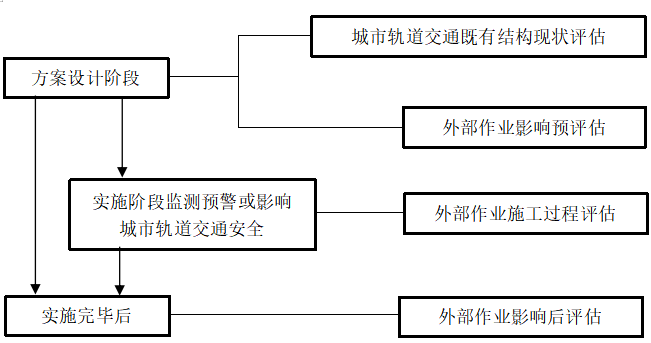 城市轨道交通既有结构现状评估
方案设计阶段
外部作业影响预评估
实施阶段监测预警或影响
城市轨道交通安全
外部作业施工过程评估
实施完毕后
外部作业影响后评估